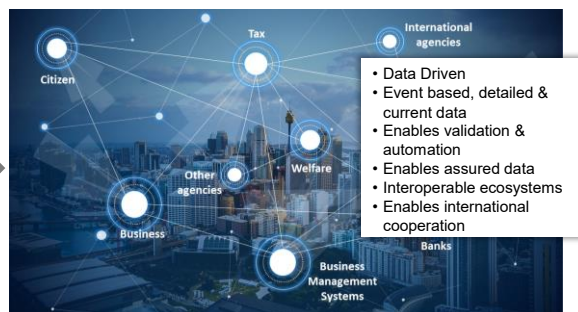 Tax
International
agencies
Citizen
• Data Driven
• Event based, detailed &
current data
• Enables validation &
automation
• Enables assured data
• Interoperable ecosystems
• Enables international
cooperation
Welfare
Other
agencies
Business
Banks
Business
Management
Systems